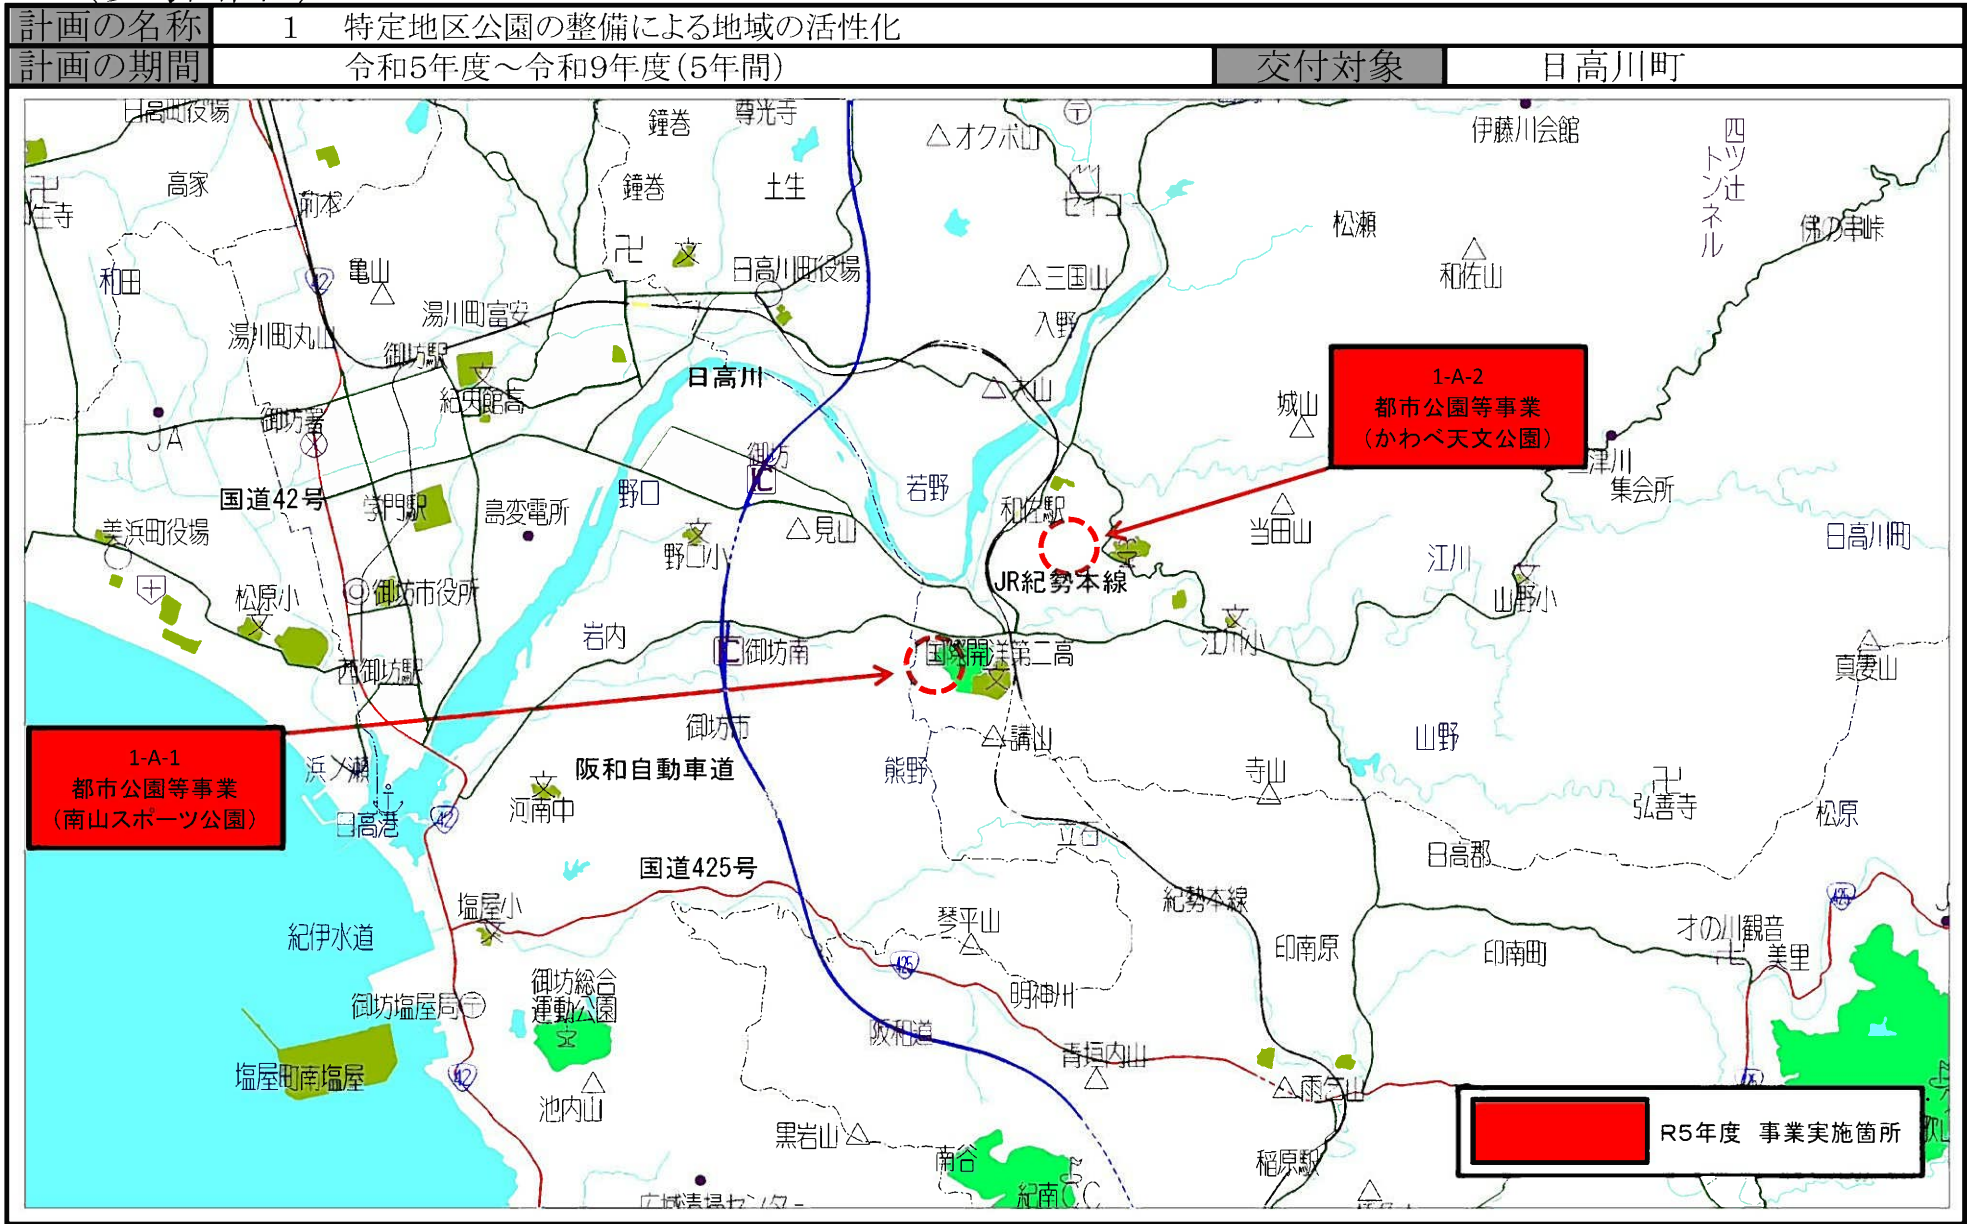 計画の名称 1 特定地区公園の整備による地域の活性化
計画の期間 令和5年度～令和9年度(5年間) 交付対象 日高川町
日高町役場
鐘巻
尊光寺
オクボ山
伊藤川会館
四ツ辻トンネル
高家
鐘巻
土生
セイコー
松瀬
佛の串峠
和田
亀山
日高川町役場
三国山
和佐山
42
湯川町富安
湯川町丸山
入野
御坊駅
日高川
大山
城山
1-A-2
都市公園等事業
(かわべ天文公園)
紀央館高
御坊署
JA
御坊
IC
国道42号
学門駅
島変電所
野口
若野
和佐駅
集会所
当田山
見山
美浜町役場
野口小
日高川町
江川
JR紀勢本線
松原小
御坊市役所
山野小
岩内
御坊南
国際開洋第二高
江川小
西御坊駅
真妻山
御坊市
講山
山野
1-A-1
都市公園等事業
(南山スポーツ公園)
浜ノ瀬
阪和自動車道
熊野
寺山
弘善寺
河南中
日高港
42
立石
松原
日高郡
国道425号
塩屋小
紀勢本線
425
琴平山
才の川観音
紀伊水道
印南原
印南町
美里
425
御坊総合
運動公園
明神川
御坊塩屋局
阪和道
青垣内山
塩屋町南塩屋
42
池内山
黒岩山
R5年度 事業実施箇所
南谷
稲原駅
紀南CC
広域清掃センター